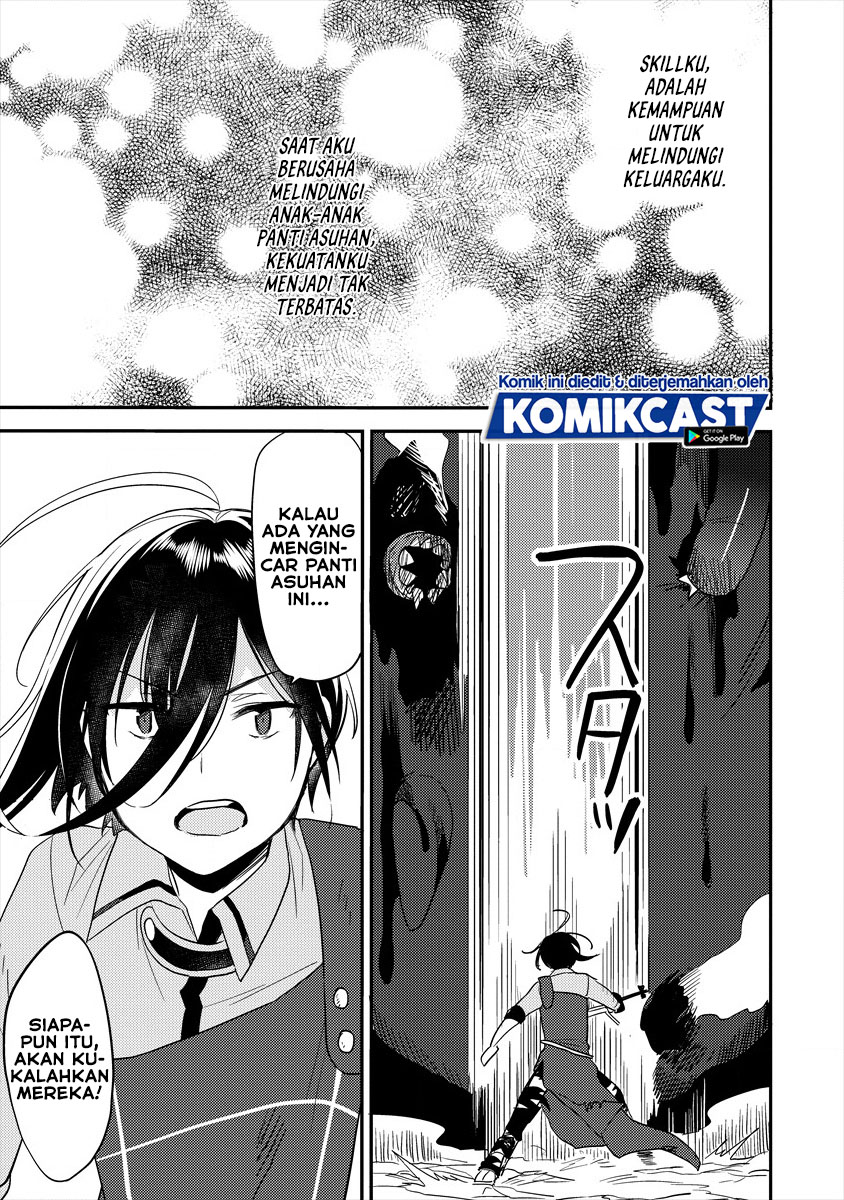 SKILLKU,
ADALAH
KEMAMPUAN
UNTUK
MELINDUNGI
KELUARGAKU.
SAAT AKU
BERUSAHA
MELINDUNGI
ANAK-ANAK
PANTI ASUHAN,
KEKUATANKU
MENJADI TAK
TERBATAS.
Komik ini diedit & diterjemahkan oleh
KOMIKCAST
GET IT ON
Google Play
スタッ
KALAU
ADA YANG
MENGIN-
CAR PANTI
ASUHAN
INI...
SIAPA-
PUN ITU,
AKAN KU-
KALAHKAN
MEREKA!